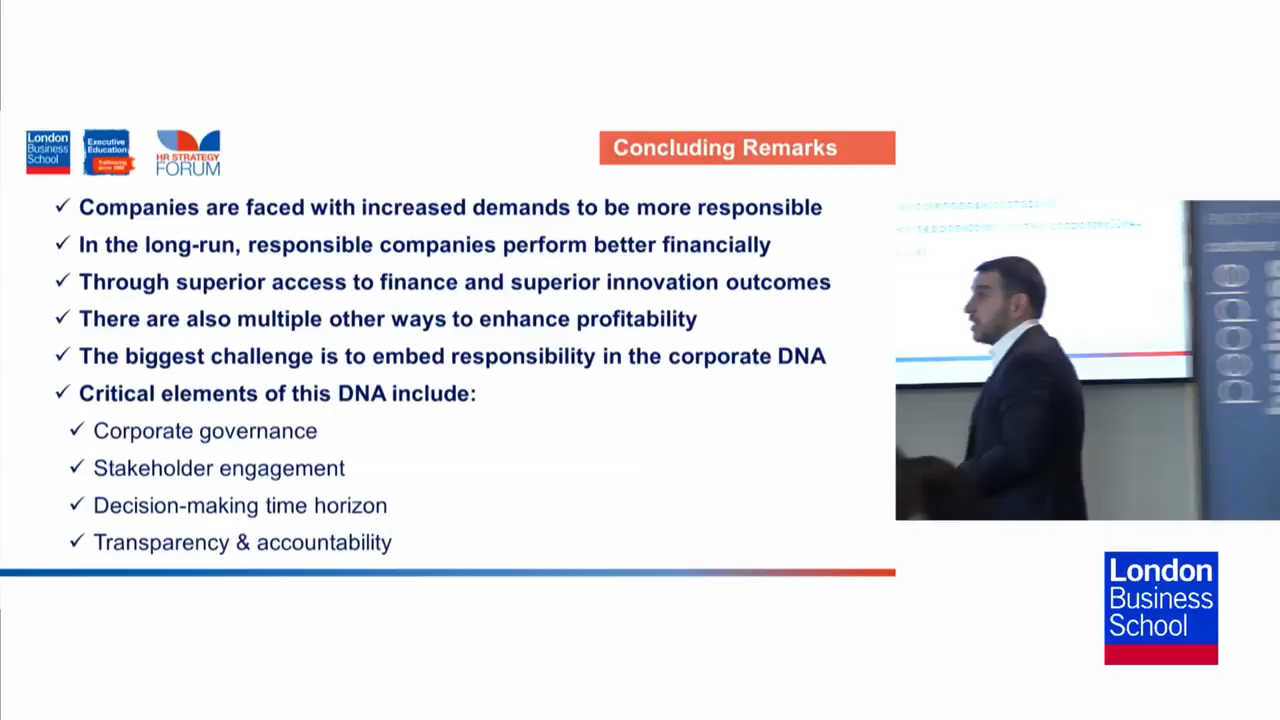 London
Business
School
Executive
Education
HR STRATEGY
FORUM
Concluding Remarks
✓ Companies are faced with increased demands to be more responsible
✓ In the long-run, responsible companies perform better financially
✓ Through superior access to finance and superior innovation outcomes
✓ There are also multiple other ways to enhance profitability
✓ The biggest challenge is to embed responsibility in the corporate DNA
✓ Critical elements of this DNA include:
✓ Corporate governance
✓ Stakeholder engagement
✓ Decision-making time horizon
✓ Transparency & accountability
London
Business
School